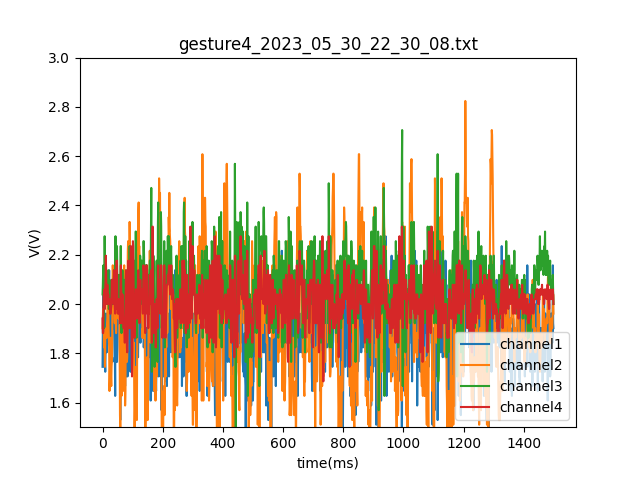 gesture4_2023_05_30_22_30_08.txt
3.0
2.8
2.6
2.4
2.2
2.0
1.8
1.6
V(V)
channel1
channel2
channel3
channel4
0 200 400 600 800 1000 1200 1400
time(ms)